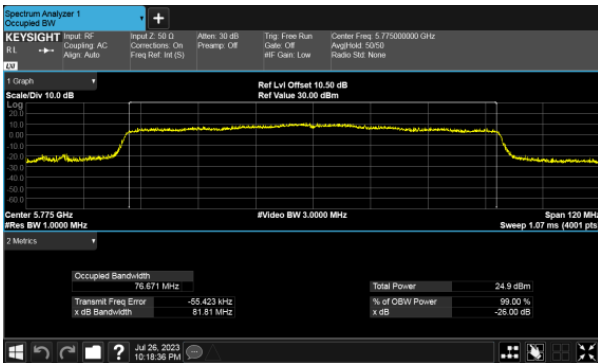 Spectrum Analyzer 1
Occupied BW
KEYSIGHT
RL
Input: RF
Coupling: AC
Align: Auto
Input Z: 50 Ω
Corrections: On
Freq Ref: Int (S)
Atten: 30 dB
Preamp: Off
Trig: Free Run
Gate: Off
#IF Gain: Low
Center Freq: 5.775000000 GHz
Avg|Hold: 50/50
Radio Std: None
1 Graph
Scale/Div 10.0 dB
Ref Lvl Offset 10.50 dB
Ref Value 30.00 dBm
Log
20.0
10.0
0.00
-10.0
-20.0
-30.0
-40.0
-50.0
-60.0
Center 5.775 GHz
#Res BW 1.0000 MHz
#Video BW 3.0000 MHz
Span 120 MHz
Sweep 1.07 ms (4001 pts)
2 Metrics
Occupied Bandwidth
76.671 MHz
Transmit Freq Error -55.423 kHz
x dB Bandwidth 81.81 MHz
Total Power 24.9 dBm
% of OBW Power 99.00 %
x dB -26.00 dB
?
Jul 26, 2023
10:18:36 PM